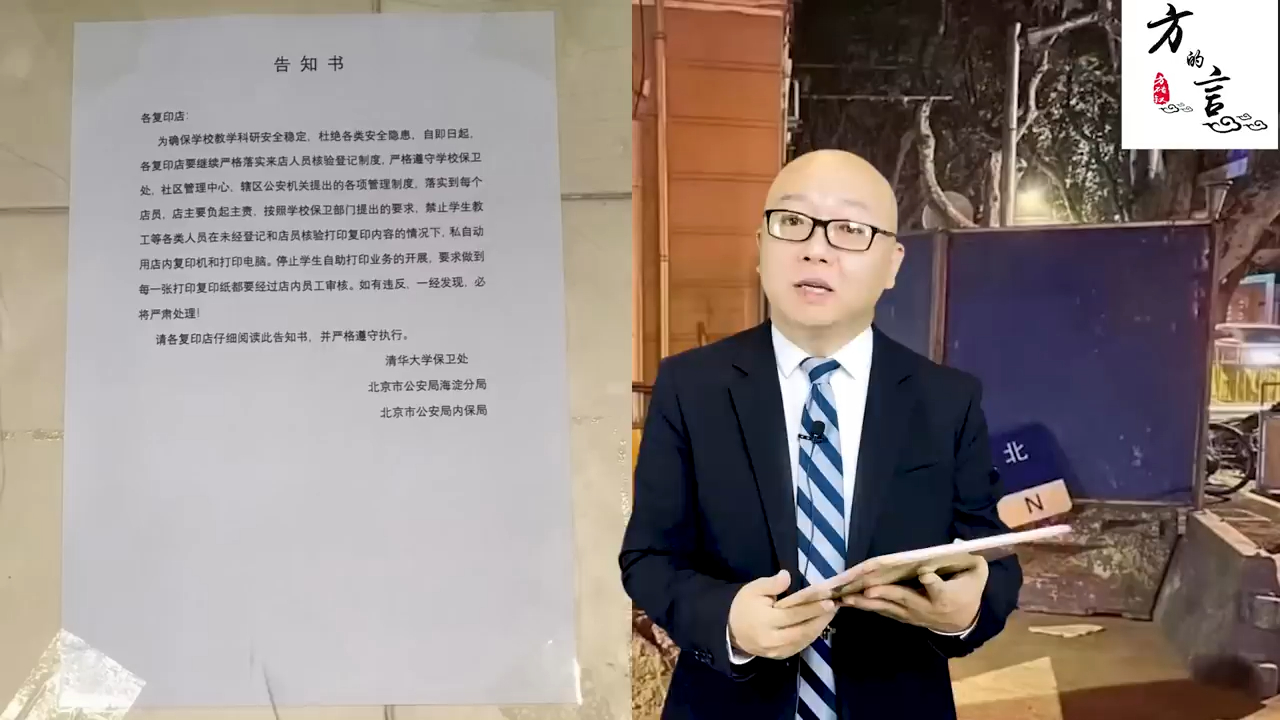 告知书
各复印店:
为确保学校教学科研安全稳定，杜绝各类安全隐患，自即日起，
各复印店要继续严格落实来店人员核验登记制度，严格遵守学校保卫
处、社区管理中心、辖区公安机关提出的各项管理制度，落实到每个
店员，店主要负起主责，按照学校保卫部门提出的要求，禁止学生教
工等各类人员在未经登记和店员核验打印复印内容的情况下，私自动
用店内复印机和打印电脑。停止学生自助打印业务的开展，要求做到
每一张打印复印纸都要经过店内员工审核。如有违反，一经发现，必
将严肃处理!
请各复印店仔细阅读此告知书，并严格遵守执行。
清华大学保卫处
北京市公安局海淀分局
北京市公安局内保局
方
的
言
北
N